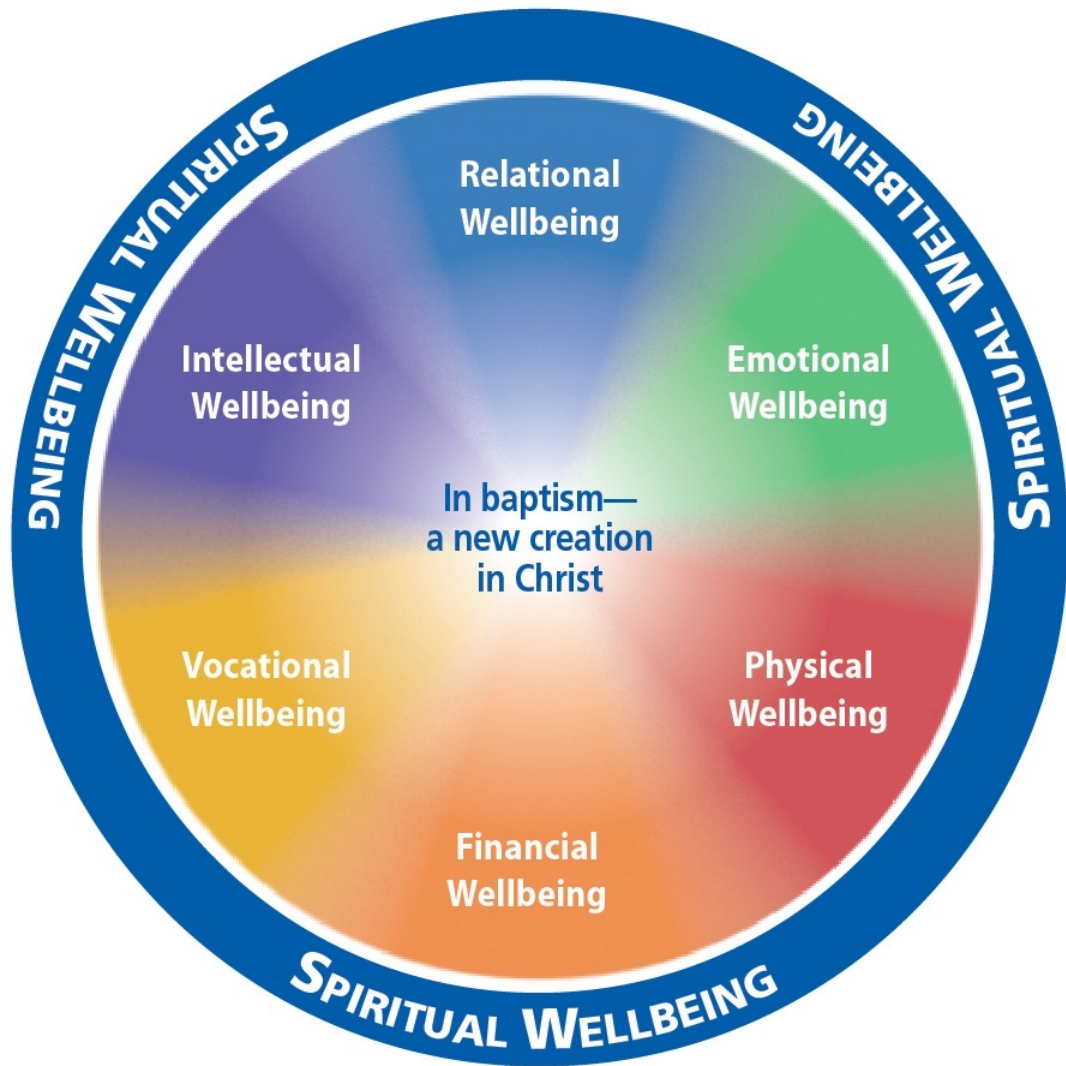 SPIRITUAL WELLBEING
SPIRITUAL WELLBEING
Relational
Wellbeing
Intellectual
Wellbeing
Emotional
Wellbeing
In baptism—
a new creation
in Christ
Vocational
Wellbeing
Physical
Wellbeing
Financial
Wellbeing
SPIRITUAL WELLBEING